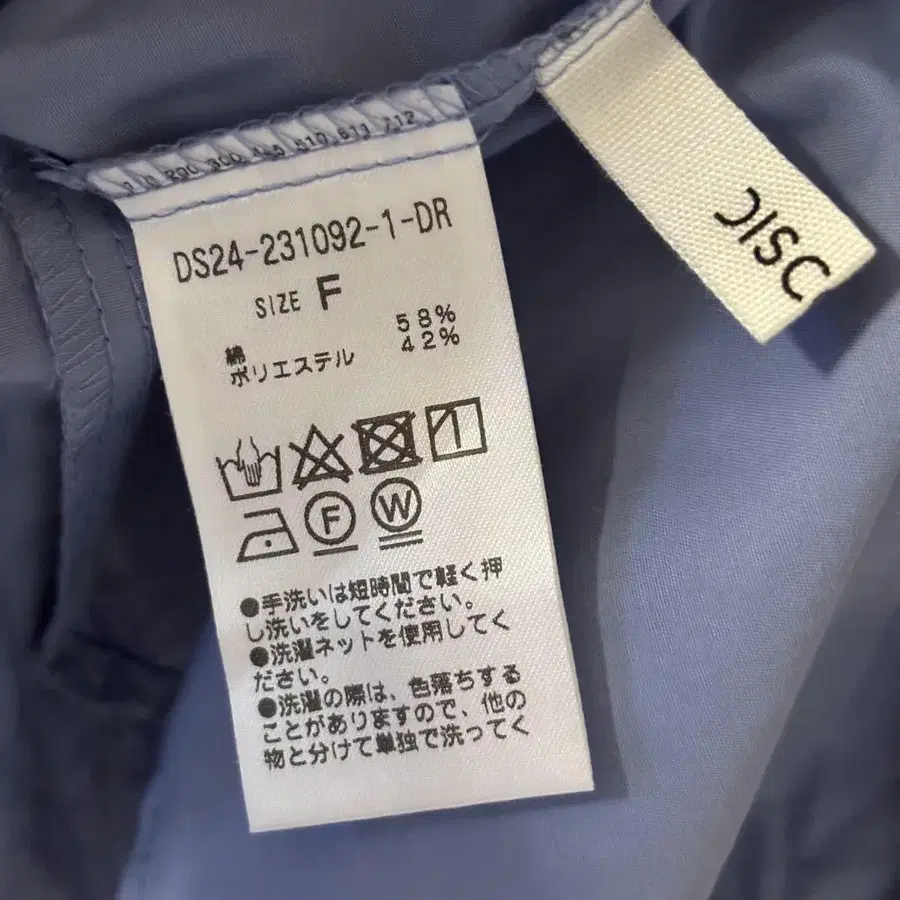 DS24-231092-1-DR
SIZE F
綿 58%
ポリエステル 42%
F W
●手洗いは短時間で軽く押
し洗いをしてください。
●洗濯ネットを使用してく
ださい。
●洗濯の際は、色落ちする
ことがありますので、他の
物と分けて単独で洗ってく
DISC